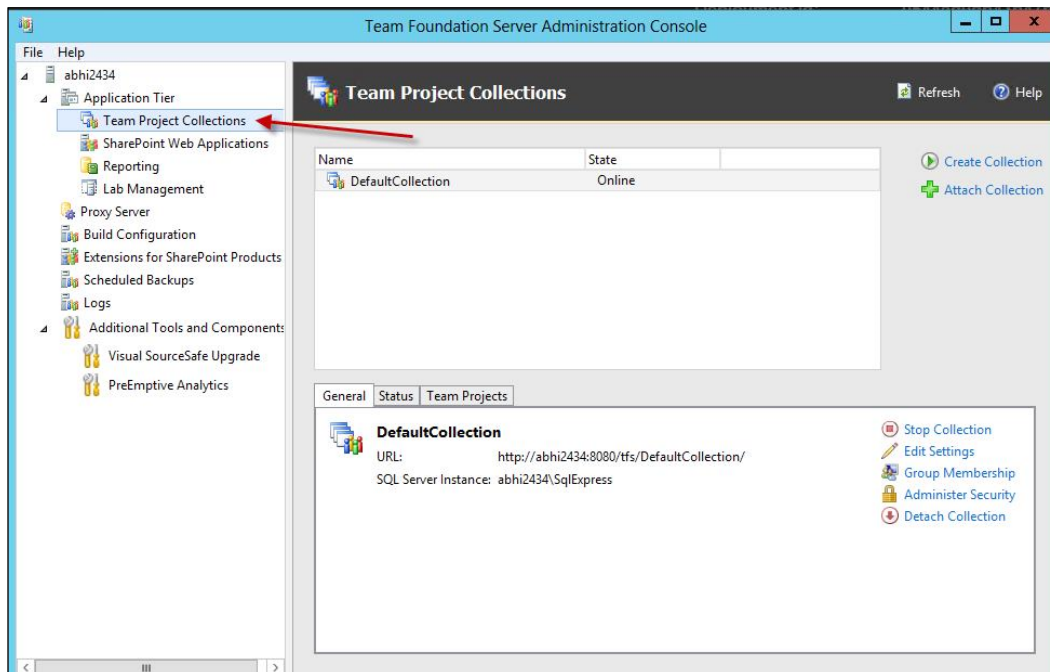 Team Foundation Server Administration Console
File Help
abhi2434
Application Tier
Team Project Collections
SharePoint Web Applications
Reporting
Lab Management
Proxy Server
Build Configuration
Extensions for SharePoint Products
Scheduled Backups
Logs
Additional Tools and Components
Visual SourceSafe Upgrade
PreEmptive Analytics
Team Project Collections
Refresh Help
Name State
DefaultCollection Online
Create Collection
Attach Collection
General Status Team Projects
DefaultCollection
URL: http://abhi2434:8080/tfs/DefaultCollection/
SQL Server Instance: abhi2434\SqlExpress
Stop Collection
Edit Settings
Group Membership
Administer Security
Detach Collection